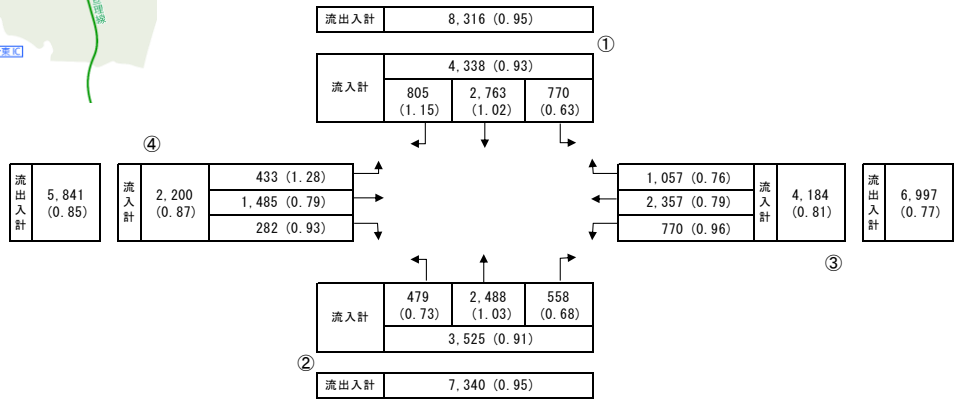 理線
東IC
流出入計 8,316 (0.95)
①
流入計
4,338 (0.93)
805 2,763 770
(1.15) (1.02) (0.63)
④
流出入計
5,841
(0.85)
流入計
2,200
(0.87)
433 (1.28)
1,485 (0.79)
282 (0.93)
1,057 (0.76)
2,357 (0.79)
770 (0.96)
流入計
4,184
(0.81)
流出入計
6,997
(0.77)
③
流入計
479 2,488 558
(0.73) (1.03) (0.68)
3,525 (0.91)
②
流出入計 7,340 (0.95)